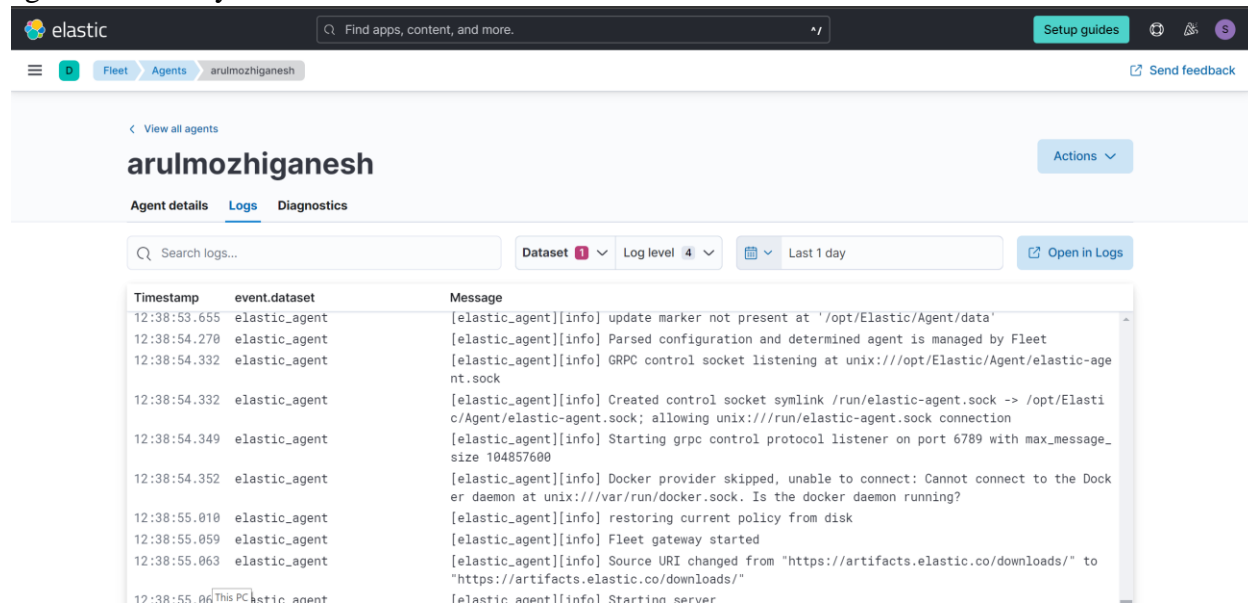 elastic
Find apps, content, and more.
^/
Setup guides
S
D
Fleet
Agents
arulmozhiganesh
Send feedback
View all agents
arulmozhiganesh
Actions
Agent details Logs Diagnostics
Search logs...
Dataset 1
Log level 4
Last 1 day
Open in Logs
Timestamp event.dataset Message
12:38:53.655 elastic_agent [elastic_agent][info] update marker not present at '/opt/Elastic/Agent/data'
12:38:54.270 elastic_agent [elastic_agent][info] Parsed configuration and determined agent is managed by Fleet
12:38:54.332 elastic_agent [elastic_agent][info] GRPC control socket listening at unix:///opt/Elastic/Agent/elastic-age
nt.sock
12:38:54.332 elastic_agent [elastic_agent][info] Created control socket symlink /run/elastic-agent.sock -> /opt/Elasti
c/Agent/elastic-agent.sock; allowing unix:///run/elastic-agent.sock connection
12:38:54.349 elastic_agent [elastic_agent][info] Starting grpc control protocol listener on port 6789 with max_message_
size 104857600
12:38:54.352 elastic_agent [elastic_agent][info] Docker provider skipped, unable to connect: Cannot connect to the Dock
er daemon at unix:///var/run/docker.sock. Is the docker daemon running?
12:38:55.010 elastic_agent [elastic_agent][info] restoring current policy from disk
12:38:55.059 elastic_agent [elastic_agent][info] Fleet gateway started
12:38:55.063 elastic_agent [elastic_agent][info] Source URI changed from "https://artifacts.elastic.co/downloads/" to
"https://artifacts.elastic.co/downloads/"
This PC
[elastic_agent][info] Starting server